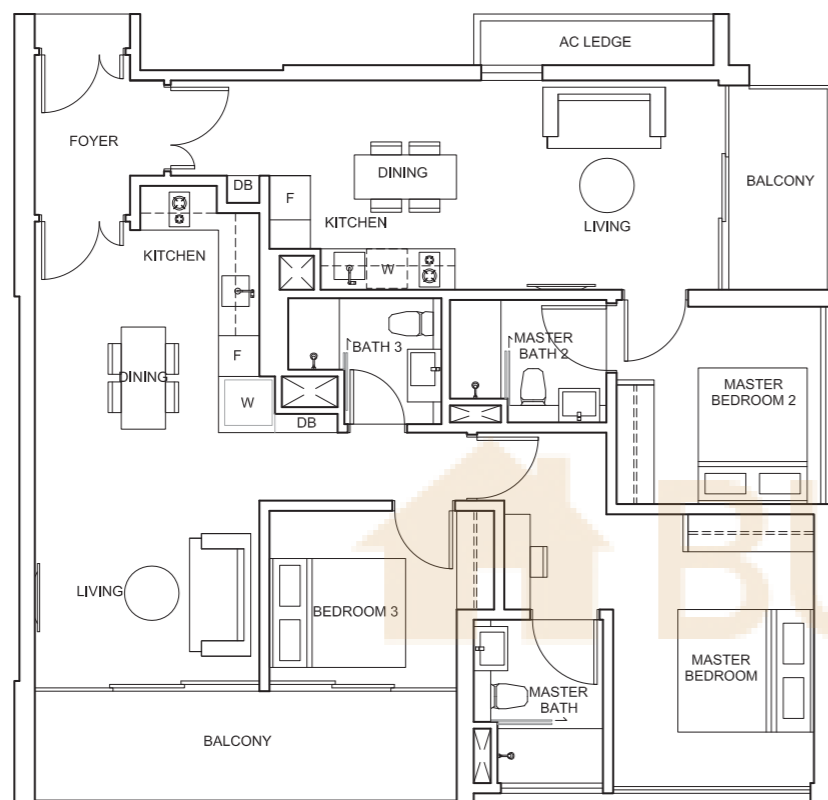 AC LEDGE
FOYER
DINING
BALCONY
DB
F
KITCHEN
LIVING
KITCHEN
W
BATH 3
MASTER
BATH 2
F
DINING
MASTER
BEDROOM 2
W
DB
BU
LIVING
BEDROOM 3
MASTER
BEDROOM
MASTER
BATH
BALCONY